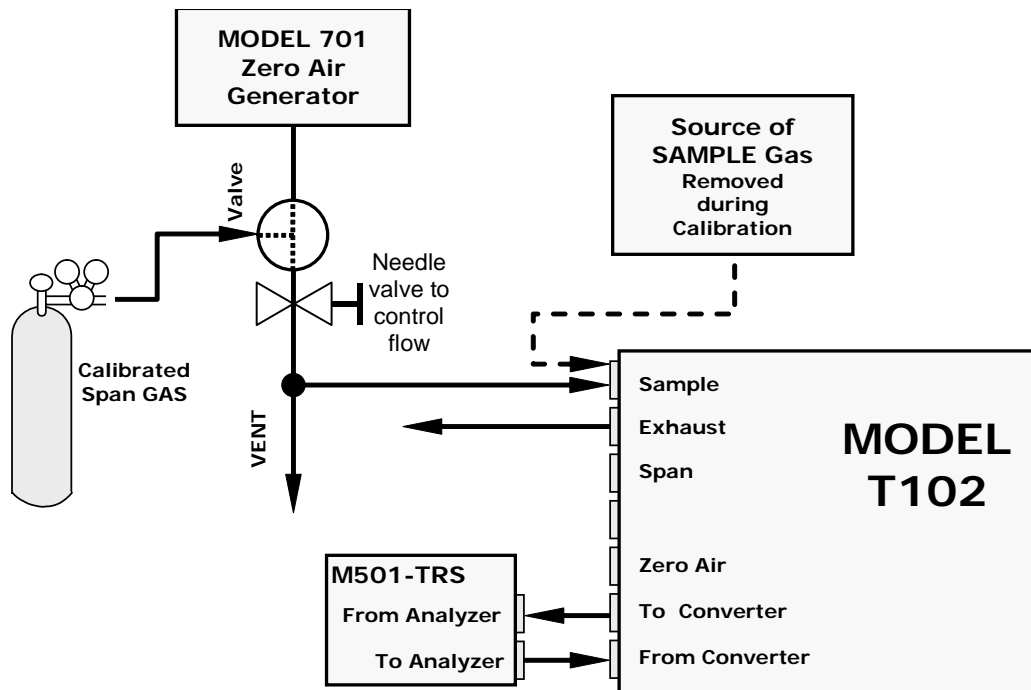 MODEL 701
Zero Air
Generator
Source of
SAMPLE Gas
Removed
during
Calibration
Valve
Needle
valve to
control
flow
Calibrated
Span GAS
VENT
Sample
Exhaust
Span
Zero Air
To Converter
From Converter
MODEL
T102
M501-TRS
From Analyzer
To Analyzer